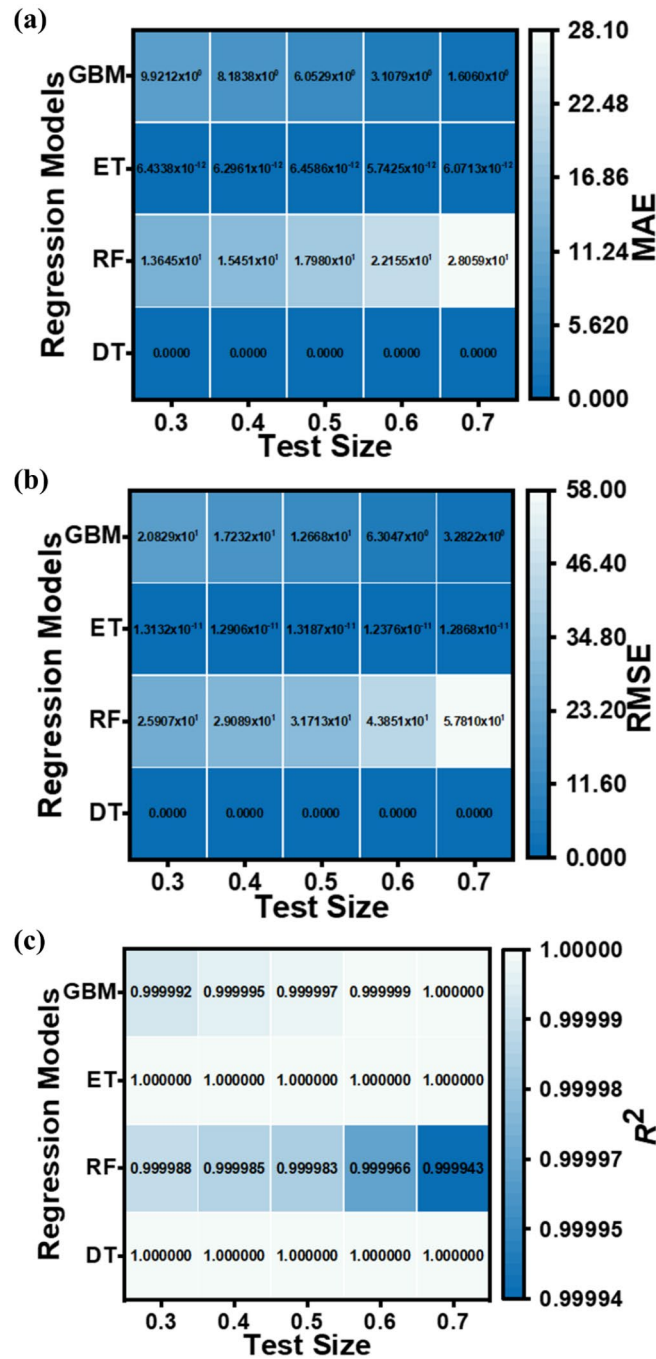 (a)
Regression Models
GBM 9.9212x10⁰ 8.1838x10⁰ 6.0529x10⁰ 3.1079x10⁰ 1.6060x10⁰
ET 6.4338x10⁻¹² 6.2961x10⁻¹² 6.4586x10⁻¹² 5.7425x10⁻¹² 6.0713x10⁻¹²
RF 1.3645x10¹ 1.5451x10¹ 1.7980x10¹ 2.2155x10¹ 2.8059x10¹
DT 0.0000 0.0000 0.0000 0.0000 0.0000
0.3 0.4 0.5 0.6 0.7
Test Size
28.10
22.48
16.86
11.24
5.620
0.000
MAE
(b)
Regression Models
GBM 2.0829x10¹ 1.7232x10¹ 1.2668x10¹ 6.3047x10⁰ 3.2822x10⁰
ET 1.3132x10⁻¹¹ 1.2906x10⁻¹¹ 1.3187x10⁻¹¹ 1.2376x10⁻¹¹ 1.2868x10⁻¹¹
RF 2.5907x10¹ 2.9089x10¹ 3.1713x10¹ 4.3851x10¹ 5.7810x10¹
DT 0.0000 0.0000 0.0000 0.0000 0.0000
0.3 0.4 0.5 0.6 0.7
Test Size
58.00
46.40
34.80
23.20
11.60
0.000
RMSE
(c)
Regression Models
GBM 0.999992 0.999995 0.999997 0.999999 1.000000
ET 1.000000 1.000000 1.000000 1.000000 1.000000
RF 0.999988 0.999985 0.999983 0.999966 0.999943
DT 1.000000 1.000000 1.000000 1.000000 1.000000
0.3 0.4 0.5 0.6 0.7
Test Size
1.00000
0.99999
0.99998
0.99997
0.99995
0.99994
R²